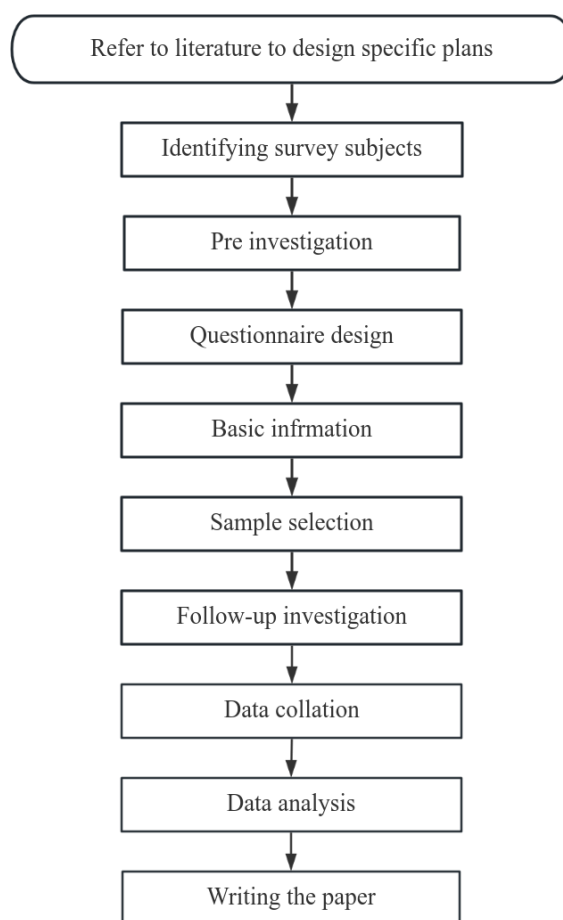 Refer to literature to design specific plans
Identifying survey subjects
Pre investigation
Questionnaire design
Basic infrmation
Sample selection
Follow-up investigation
Data collation
Data analysis
Writing the paper